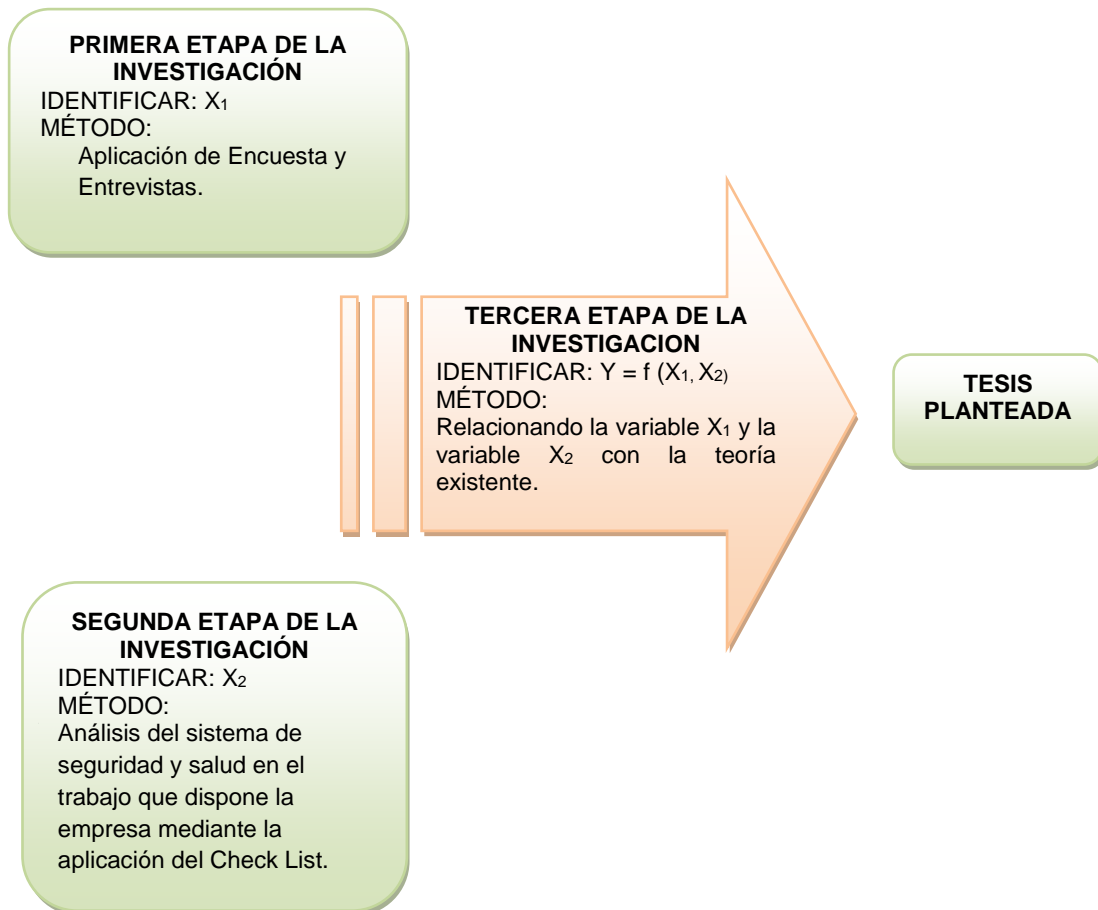 PRIMERA ETAPA DE LA
INVESTIGACIÓN
IDENTIFICAR: X₁
MÉTODO:
Aplicación de Encuesta y
Entrevistas.
TERCERA ETAPA DE LA
INVESTIGACION
IDENTIFICAR: Y = f (X₁, X₂)
MÉTODO:
Relacionando la variable X₁ y la
variable X₂ con la teoría
existente.
TESIS
PLANTEADA
SEGUNDA ETAPA DE LA
INVESTIGACIÓN
IDENTIFICAR: X₂
MÉTODO:
Análisis del sistema de
seguridad y salud en el
trabajo que dispone la
empresa mediante la
aplicación del Check List.